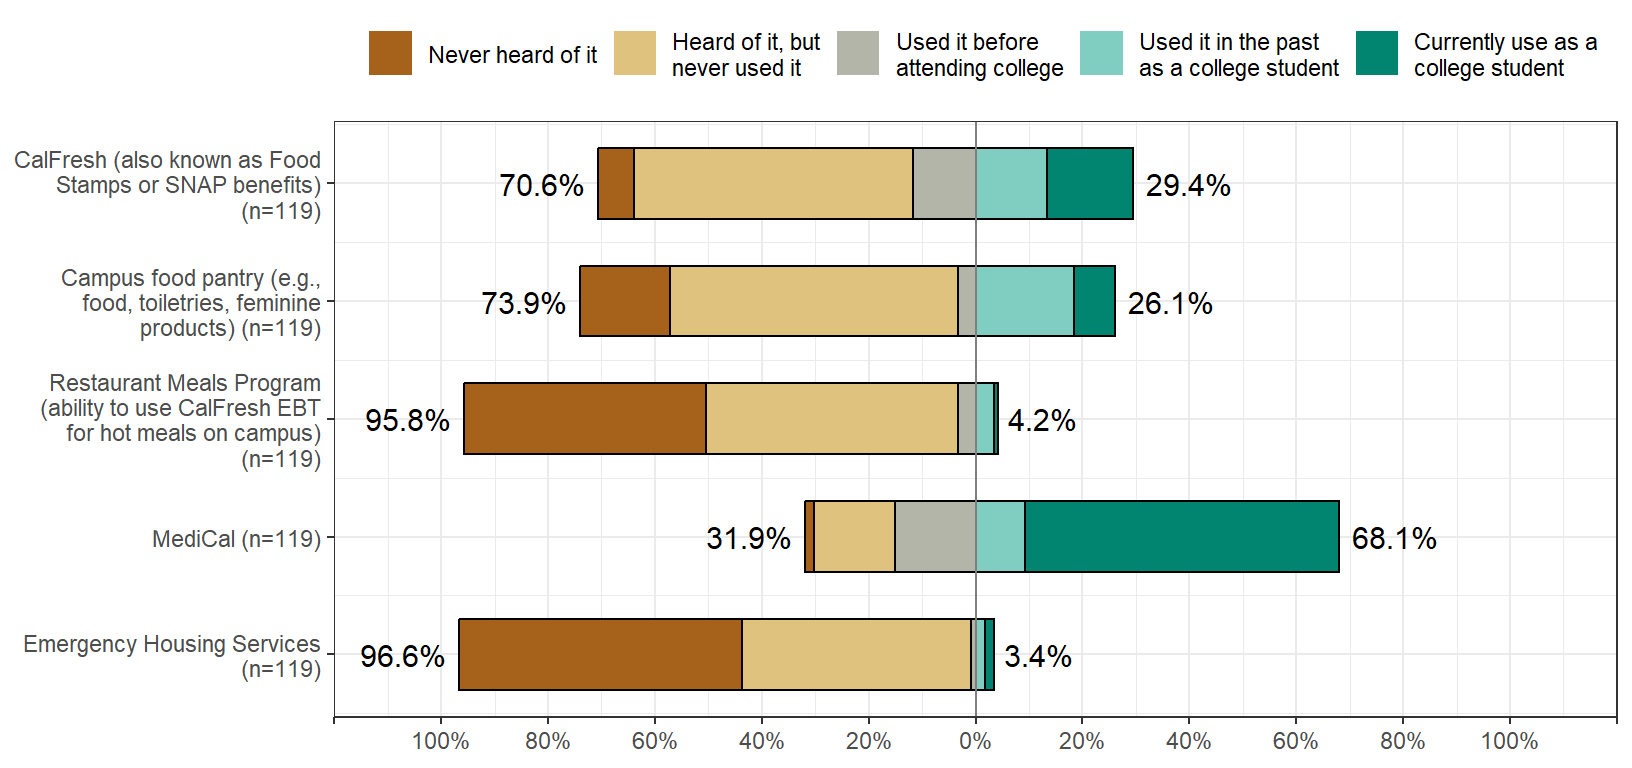 Never heard of it
Heard of it, but
never used it
Used it before
attending college
Used it in the past
as a college student
Currently use as a
college student
CalFresh (also known as Food
Stamps or SNAP benefits)
(n=119)
70.6%
29.4%
Campus food pantry (e.g.,
food, toiletries, feminine
products) (n=119)
73.9%
26.1%
Restaurant Meals Program
(ability to use CalFresh EBT
for hot meals on campus)
(n=119)
95.8%
4.2%
MediCal (n=119)
31.9%
68.1%
Emergency Housing Services
(n=119)
96.6%
3.4%
100%
80%
60%
40%
20%
0%
20%
40%
60%
80%
100%